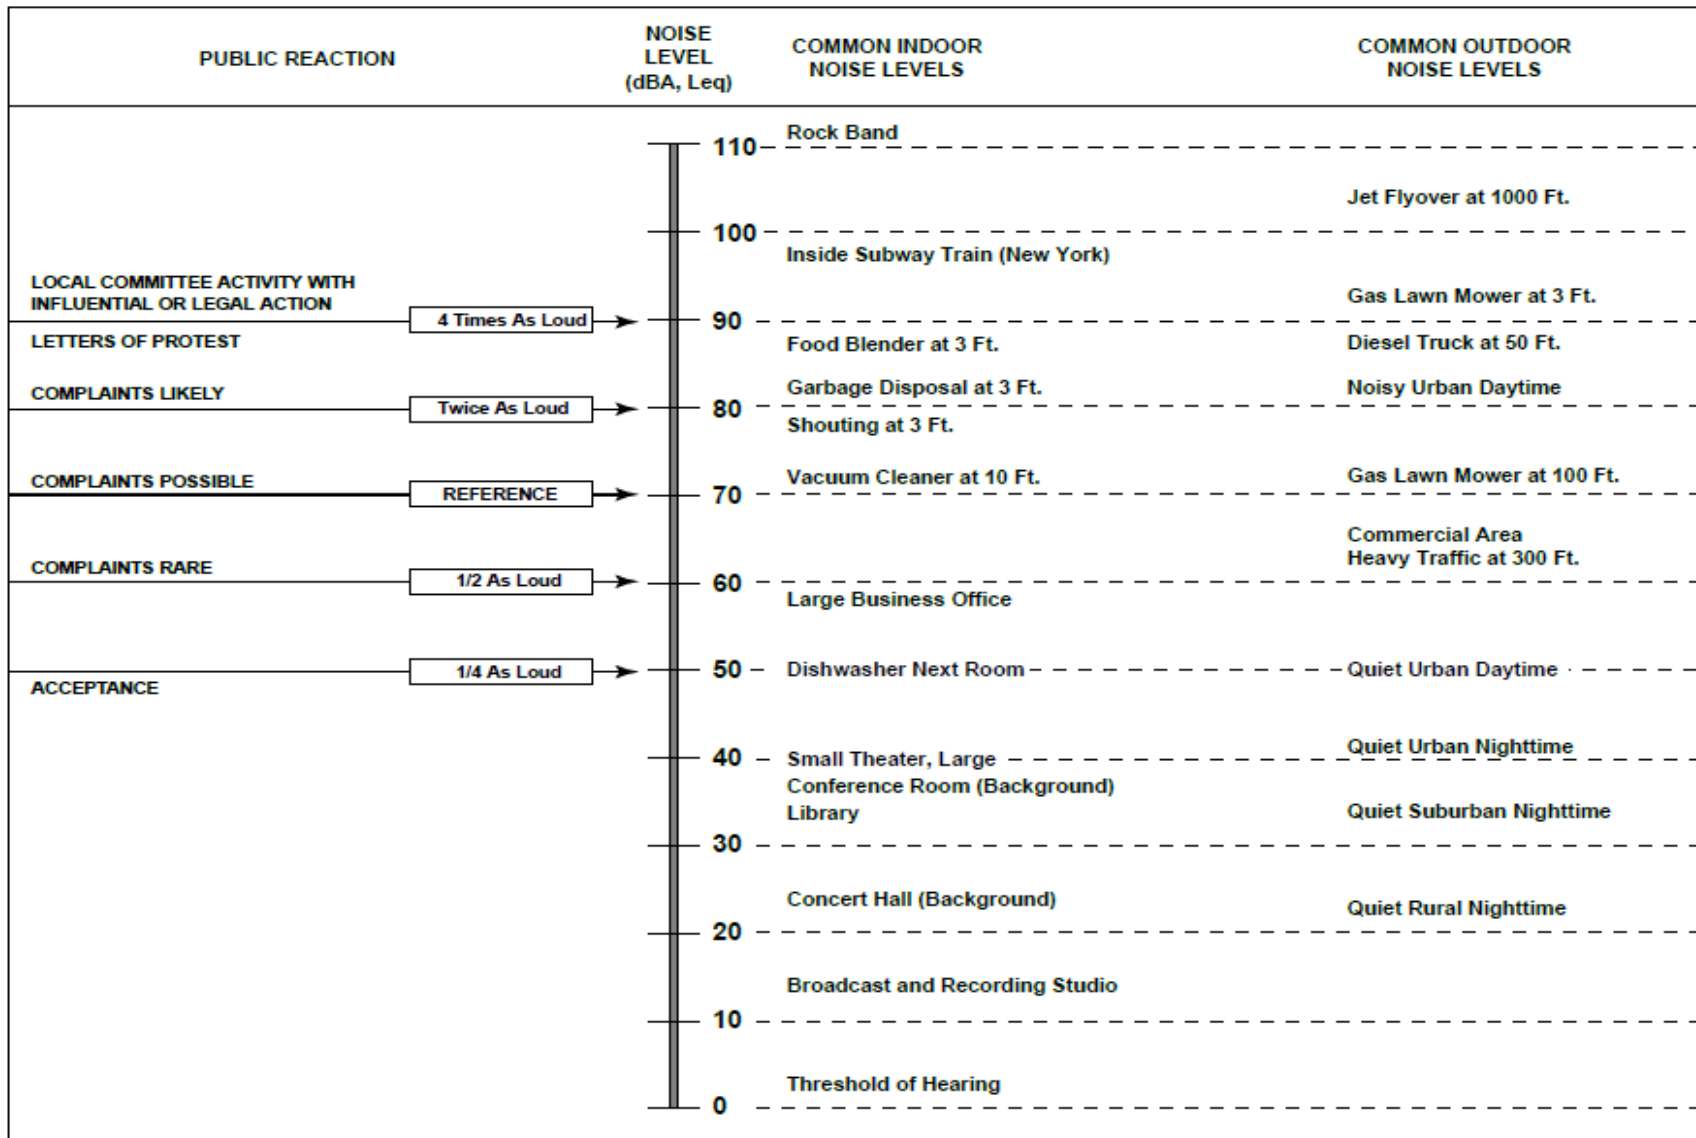 PUBLIC REACTION
NOISE
LEVEL
(dBA, Leq)
COMMON INDOOR
NOISE LEVELS
COMMON OUTDOOR
NOISE LEVELS
Rock Band
110
Jet Flyover at 1000 Ft.
100
Inside Subway Train (New York)
LOCAL COMMITTEE ACTIVITY WITH
INFLUENTIAL OR LEGAL ACTION
Gas Lawn Mower at 3 Ft.
4 Times As Loud
90
LETTERS OF PROTEST
Food Blender at 3 Ft.
Diesel Truck at 50 Ft.
COMPLAINTS LIKELY
Garbage Disposal at 3 Ft.
Noisy Urban Daytime
Twice As Loud
80
Shouting at 3 Ft.
COMPLAINTS POSSIBLE
Vacuum Cleaner at 10 Ft.
Gas Lawn Mower at 100 Ft.
REFERENCE
70
Commercial Area
Heavy Traffic at 300 Ft.
COMPLAINTS RARE
1/2 As Loud
60
Large Business Office
1/4 As Loud
50
Dishwasher Next Room
Quiet Urban Daytime
ACCEPTANCE
Quiet Urban Nighttime
40
Small Theater, Large
Conference Room (Background)
Library
Quiet Suburban Nighttime
30
Concert Hall (Background)
Quiet Rural Nighttime
20
Broadcast and Recording Studio
10
Threshold of Hearing
0